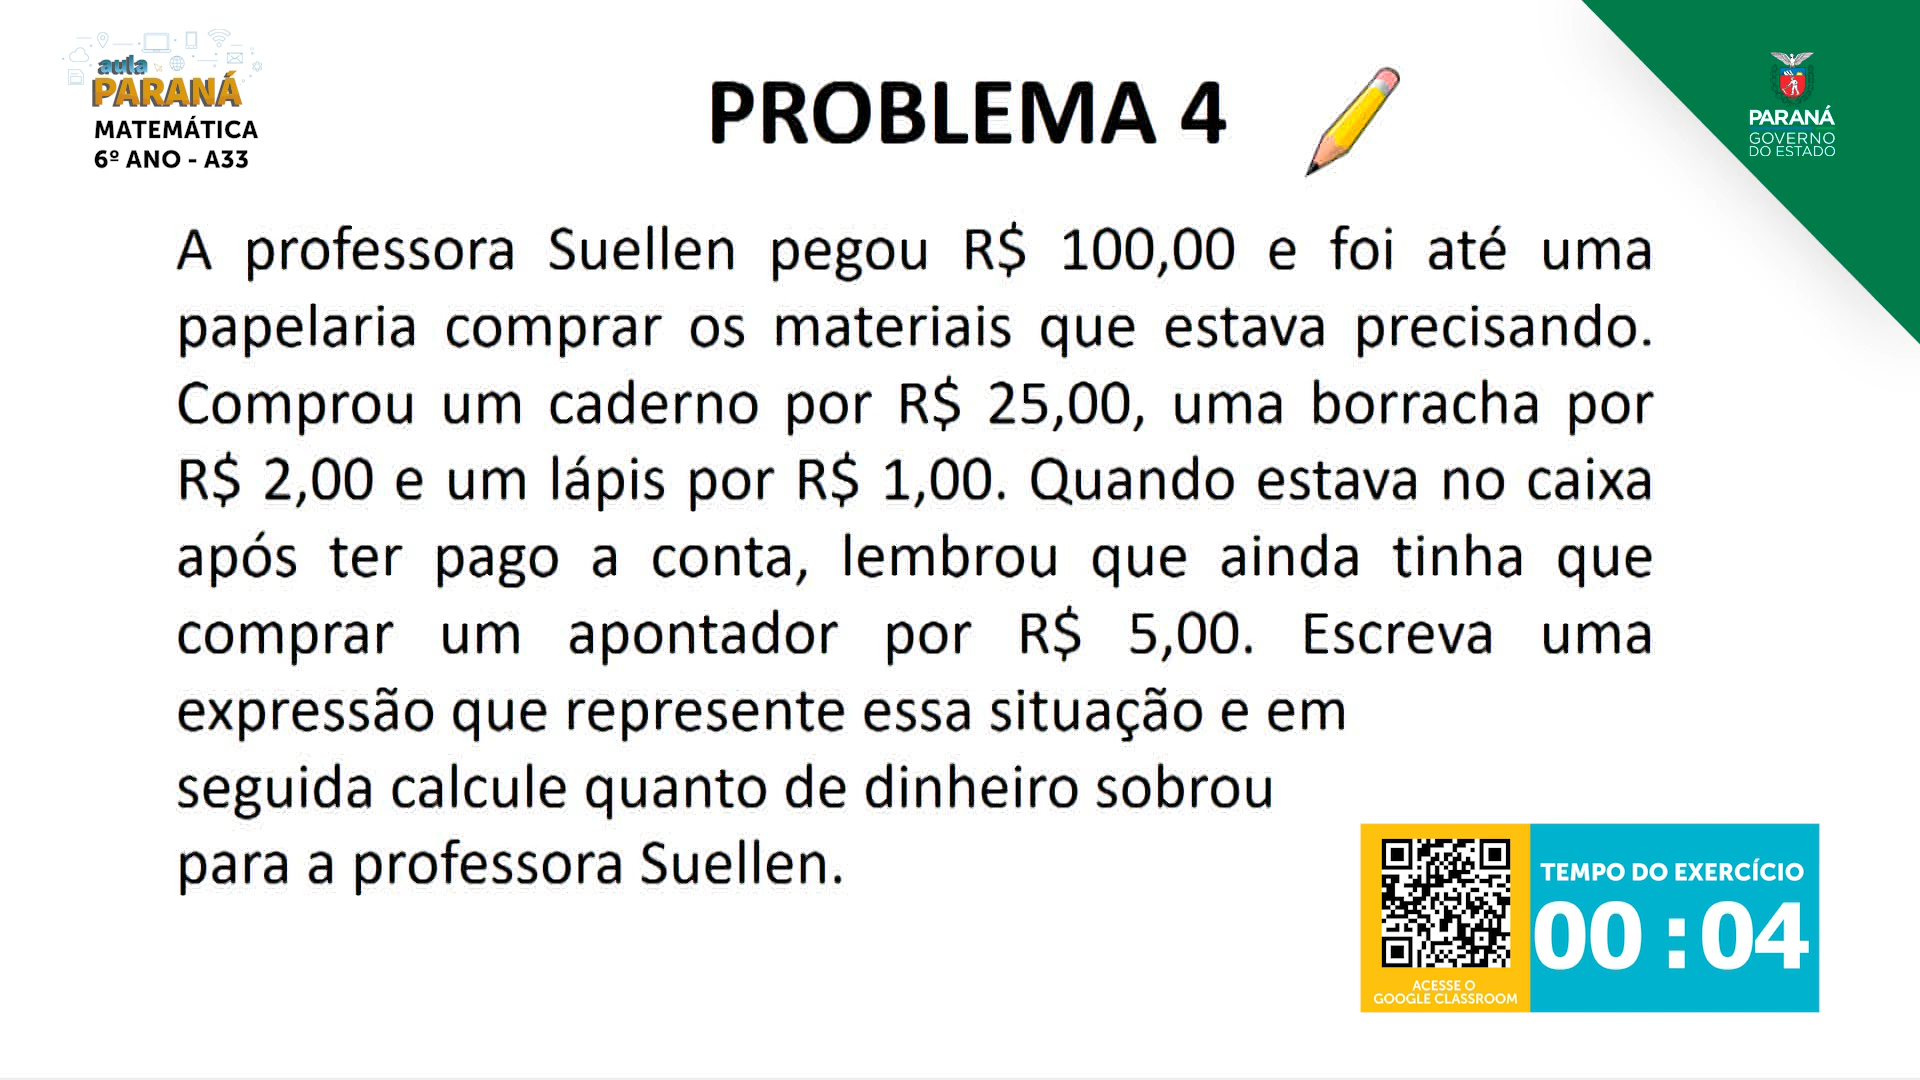 aula
PARANÁ
MATEMÁTICA
6º ANO - A33
PROBLEMA 4
PARANÁ
GOVERNO
DO ESTADO
A professora Suellen pegou R$ 100,00 e foi até uma
papelaria comprar os materiais que estava precisando.
Comprou um caderno por R$ 25,00, uma borracha por
R$ 2,00 e um lápis por R$ 1,00. Quando estava no caixa
após ter pago a conta, lembrou que ainda tinha que
comprar um apontador por R$ 5,00. Escreva uma
expressão que represente essa situação e em
seguida calcule quanto de dinheiro sobrou
para a professora Suellen.
TEMPO DO EXERCÍCIO
00 : 04
ACESSE O
GOOGLE CLASSROOM